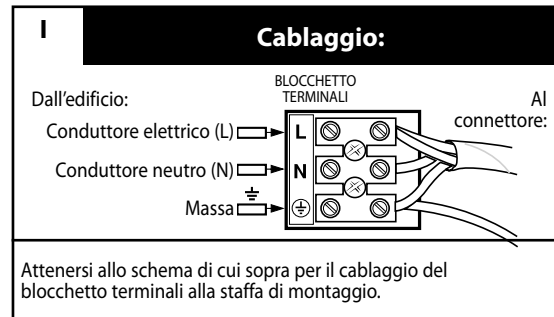 I
Cablaggio:
BLOCCHETTO
TERMINALI
Dall'edificio:
Al
connettore:
Conduttore elettrico (L)
L
Conduttore neutro (N)
N
Massa
Attenersi allo schema di cui sopra per il cablaggio del
blocchetto terminali alla staffa di montaggio.